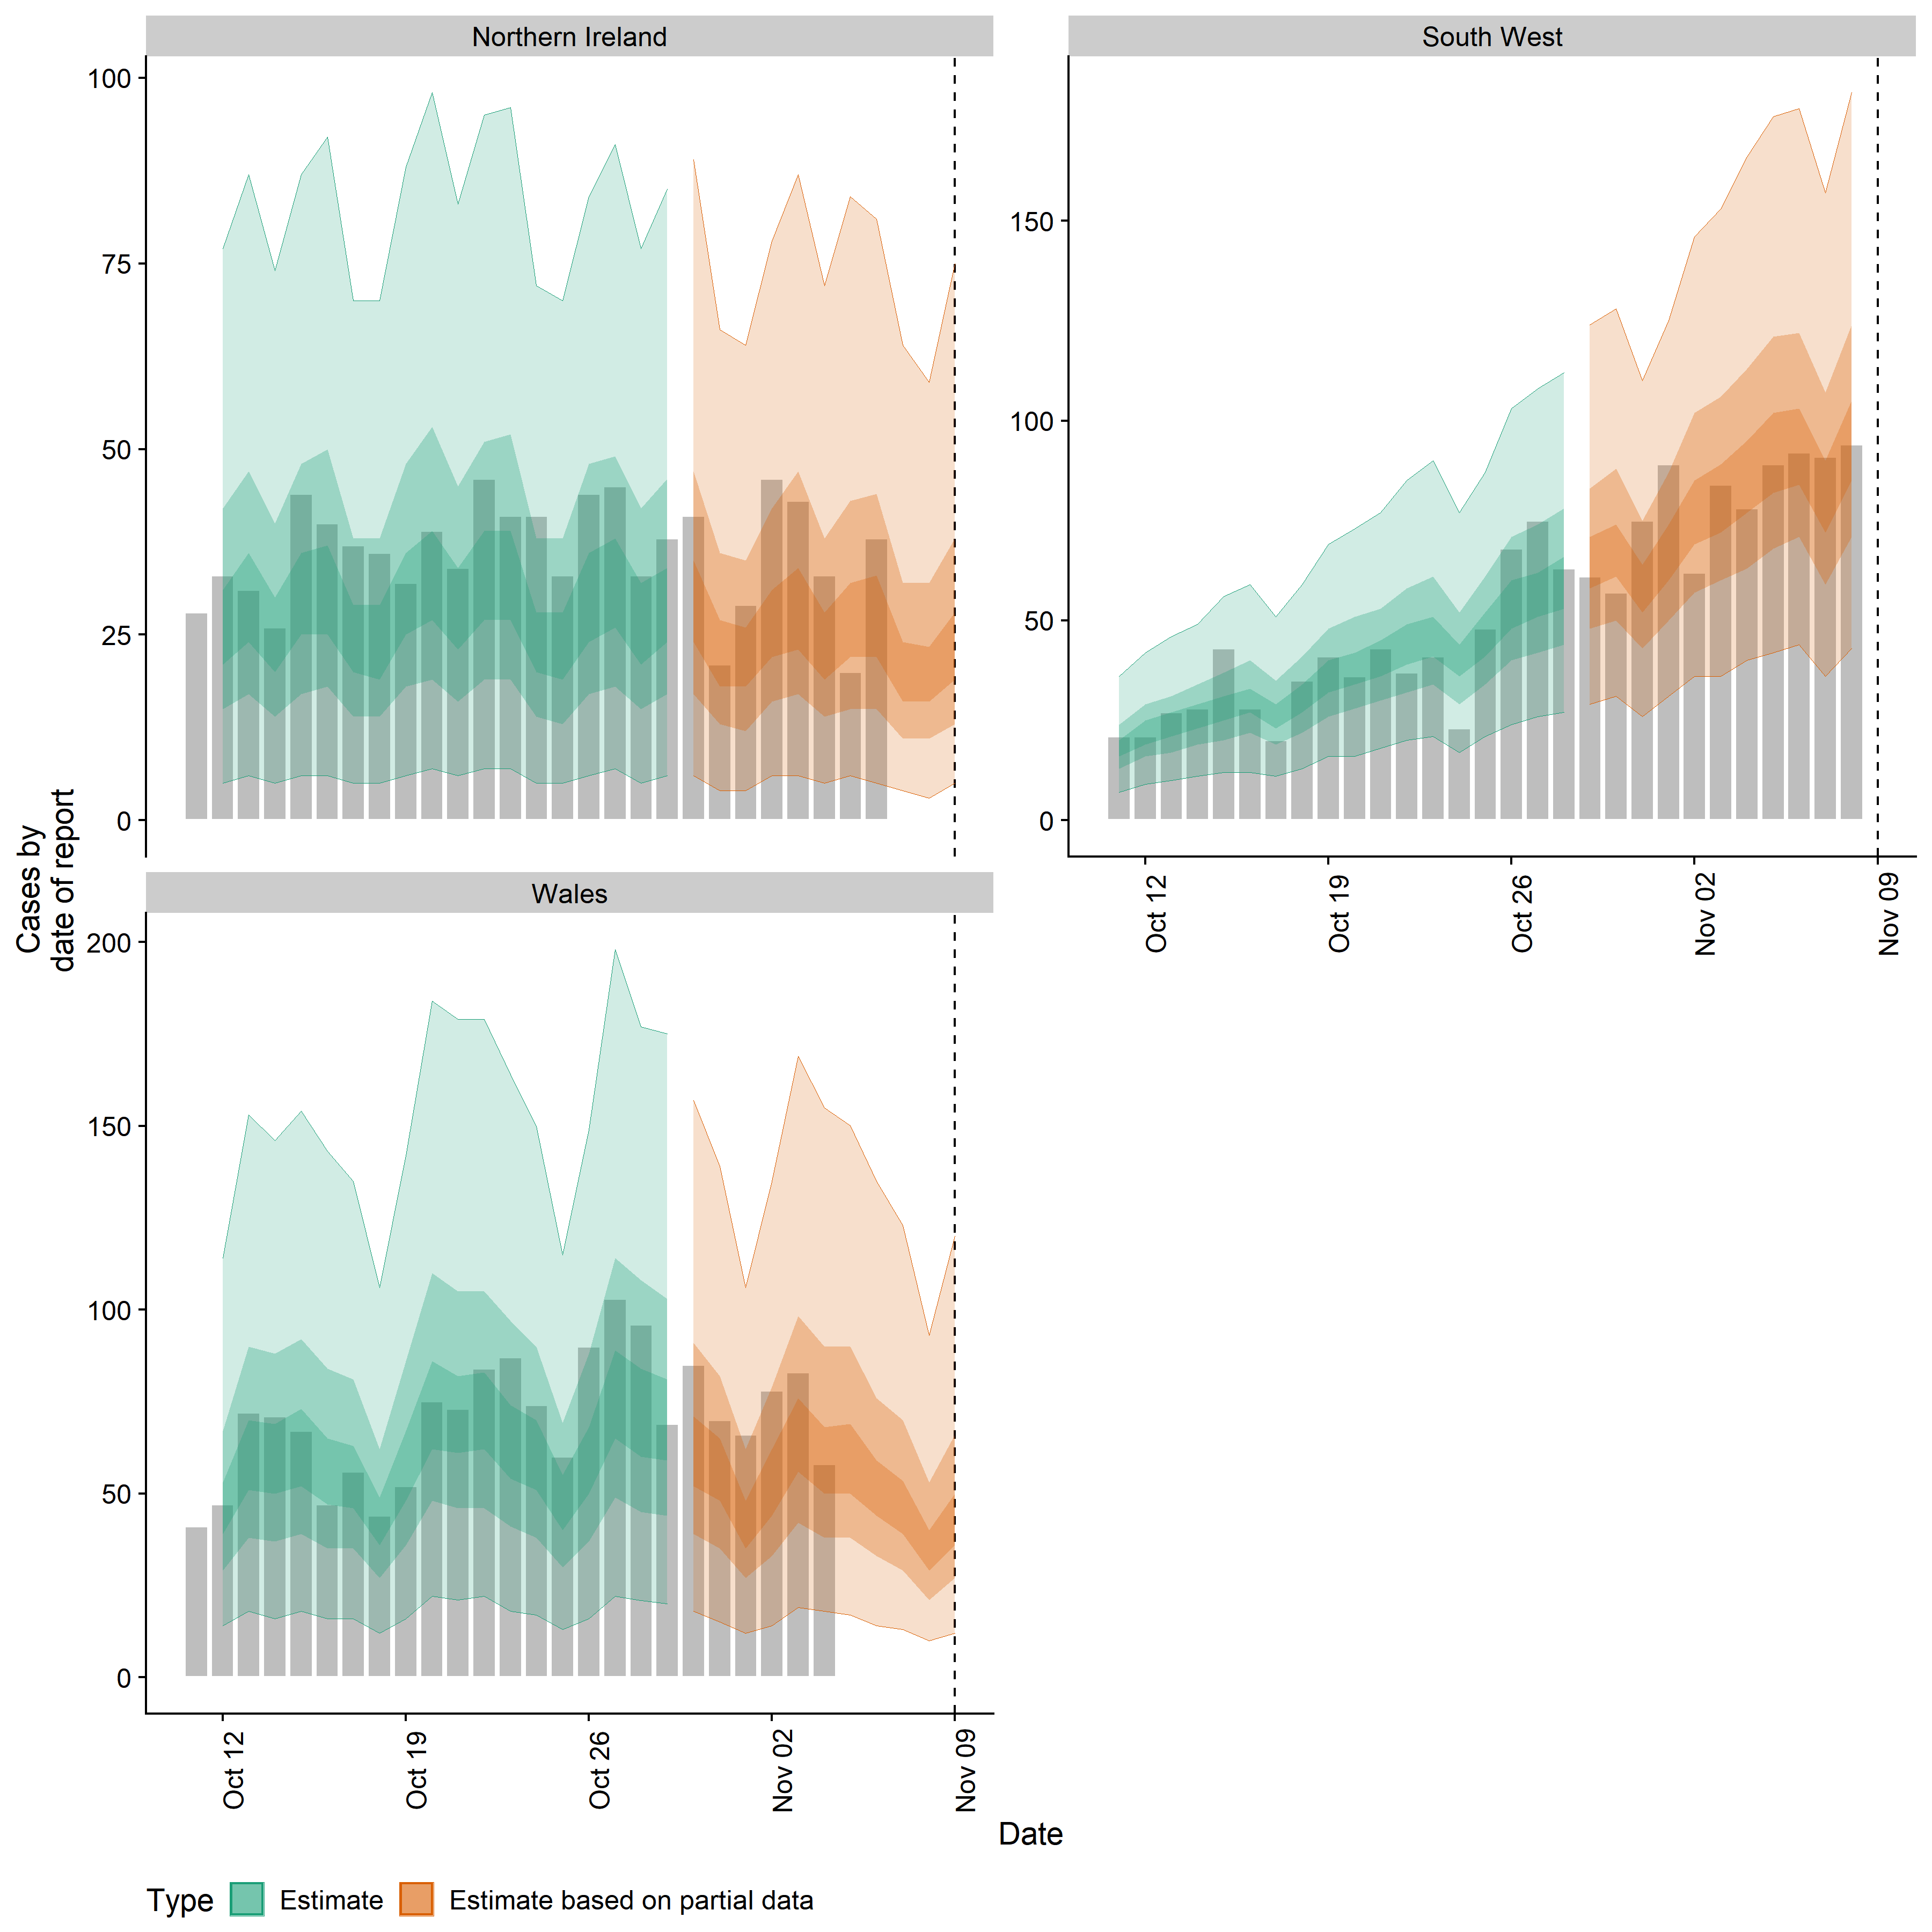 Northern Ireland
South West
100
75
50
25
0
150
100
50
0
Oct 12
Oct 19
Oct 26
Nov 02
Nov 09
Cases by
date of report
Wales
200
150
100
50
0
Oct 12
Oct 19
Oct 26
Nov 02
Nov 09
Date
Type Estimate Estimate based on partial data